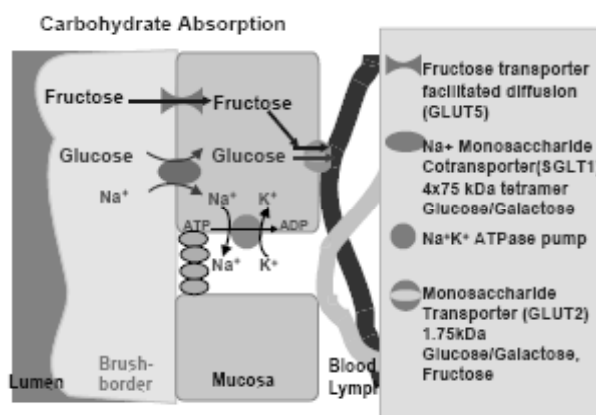 Carbohydrate Absorption
Fructose
Fructose
Glucose
Glucose
Na⁺
Na⁺
K⁺
ATP
ADP
Na⁺
K⁺
Lumen
Brush-
border
Mucosa
Blood
Lymph
Fructose transporter
facilitated diffusion
(GLUT5)
Na+ Monosaccharide
Cotransporter(SGLT1
4x75 kDa tetramer
Glucose/Galactose
Na⁺K⁺ ATPase pump
Monosaccharide
Transporter (GLUT2)
1.75kDa
Glucose/Galactose,
Fructose